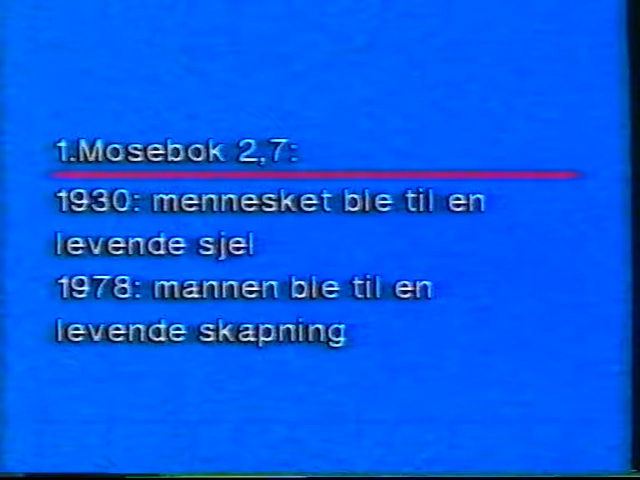 1.Mosebok 2,7:
1930: mennesket ble til en
levende sjel
1978: mannen ble til en
levende skapning